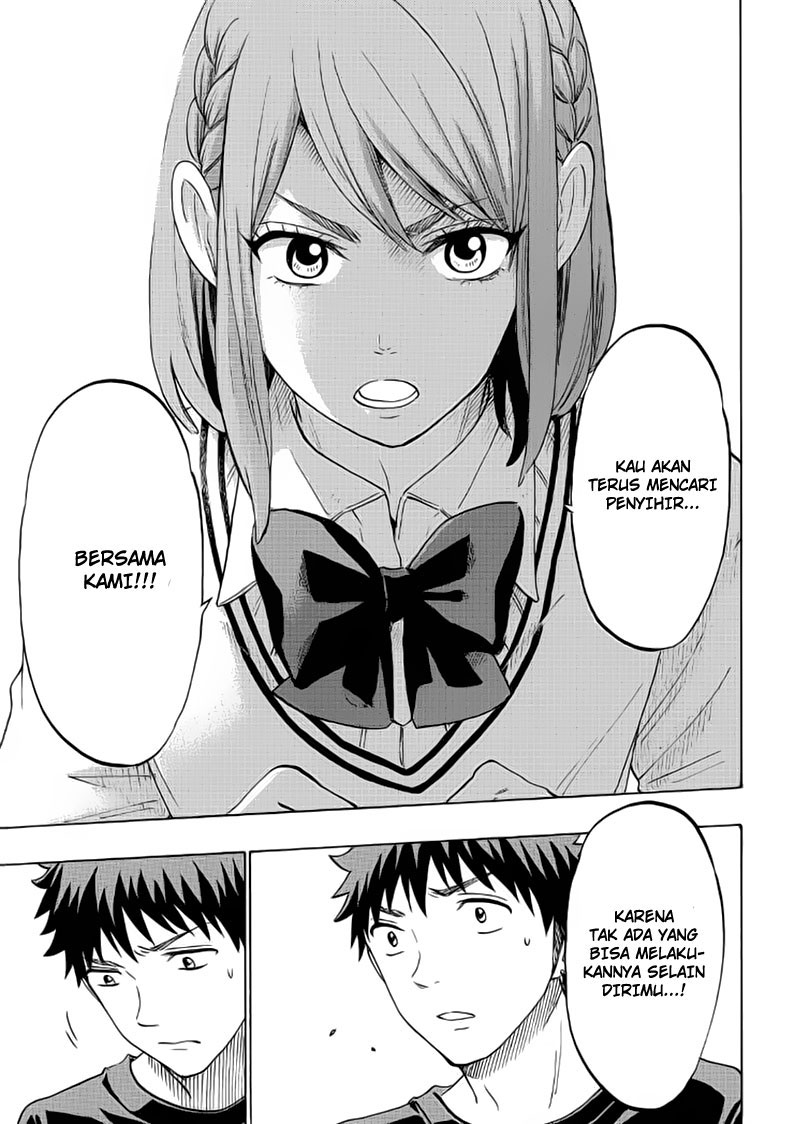 KAU AKAN
TERUS MENCARI
PENYIHIR...
BERSAMA
KAMI!!!
KARENA
TAK ADA YANG
BISA MELAKU-
KANNYA SELAIN
DIRIMU...!